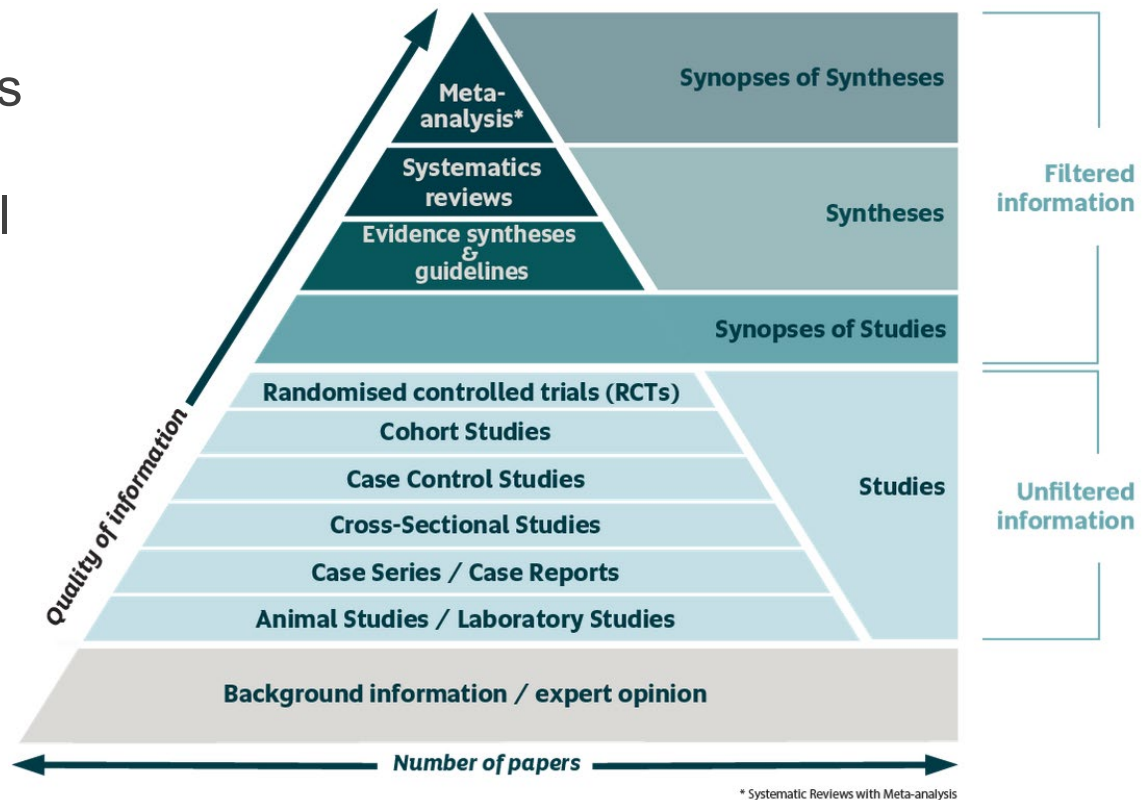 s
l
Meta-
analysis*
Synopses of Syntheses
Systematics
reviews
Syntheses
Filtered
information
Evidence syntheses
&
guidelines
Synopses of Studies
Randomised controlled trials (RCTs)
Cohort Studies
Case Control Studies
Studies
Cross-Sectional Studies
Unfiltered
information
Case Series / Case Reports
Animal Studies / Laboratory Studies
Quality of information
Background information / expert opinion
Number of papers
* Systematic Reviews with Meta-analysis